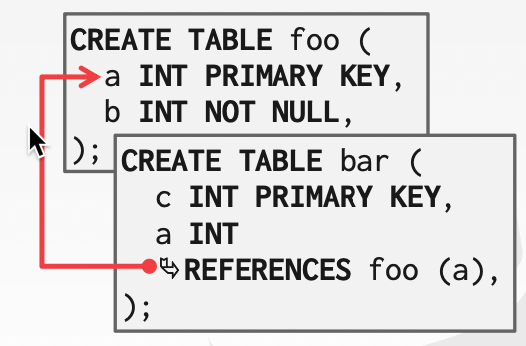 CREATE TABLE foo (
a INT PRIMARY KEY,
b INT NOT NULL,
);
CREATE TABLE bar (
c INT PRIMARY KEY,
a INT
↳REFERENCES foo (a),
);